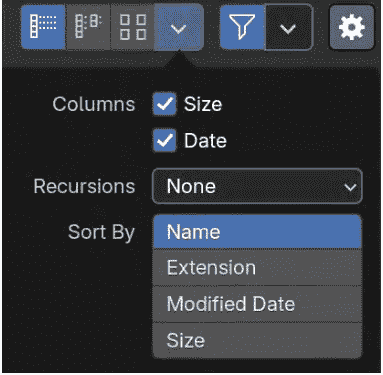 Columns Size
Date
Recursions None
Sort By Name
Extension
Modified Date
Size